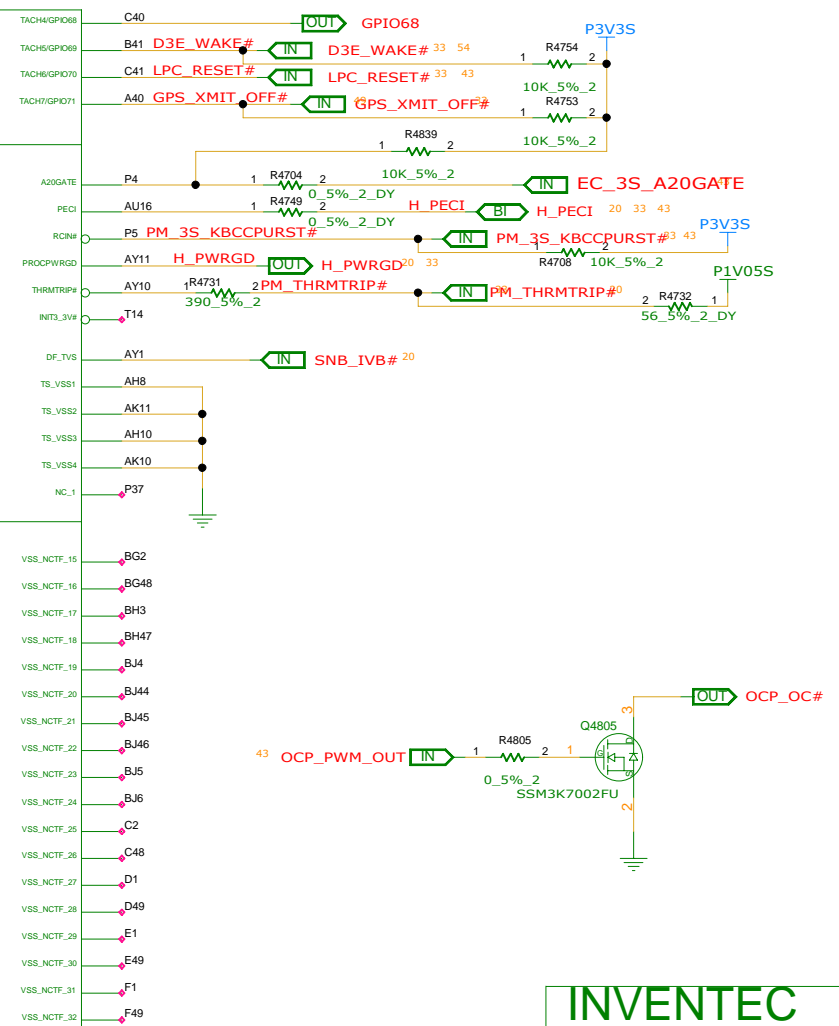 TACH4/GPIO68 C40 OUT GPIO68
P3V3S
TACH5/GPIO69 B41 D3E_WAKE# IN D3E_WAKE# 33 54
R4754
1 2
10K_5%_2
TACH6/GPIO70 C41 LPC_RESET# IN LPC_RESET# 33 43
TACH7/GPIO71 A40 GPS_XMIT_OFF# IN GPS_XMIT_OFF#
R4753
1 2
10K_5%_2
R4839
1 2
10K_5%_2
A20GATE P4 1 R4704 2 IN EC_3S_A20GATE
0_5%_2_DY
PECI AU16 1 R4749 2 H_PECI BI H_PECI 20 33 43
0_5%_2_DY
P3V3S
RCIN# P5 PM_3S_KBCCPURST# IN PM_3S_KBCCPURST# 33 43
1 R4708 2 10K_5%_2
PROCPWRGD AY11 H_PWRGD OUT H_PWRGD 20 33
P1V05S
THRMTRIP# AY10 1 R4731 2 PM_THRMTRIP# IN PM_THRMTRIP#
390_5%_2
2 R4732 1
56_5%_2_DY
INIT3_3V# T14
DF_TVS AY1 IN SNB_IVB# 20
TS_VSS1 AH8
TS_VSS2 AK11
TS_VSS3 AH10
TS_VSS4 AK10
NC_1 P37
VSS_NCTF_15 BG2
VSS_NCTF_16 BG48
VSS_NCTF_17 BH3
VSS_NCTF_18 BH47
VSS_NCTF_19 BJ4
VSS_NCTF_20 BJ44
VSS_NCTF_21 BJ45
VSS_NCTF_22 BJ46
VSS_NCTF_23 BJ5
VSS_NCTF_24 BJ6
VSS_NCTF_25 C2
VSS_NCTF_26 C48
VSS_NCTF_27 D1
VSS_NCTF_28 D49
VSS_NCTF_29 E1
VSS_NCTF_30 E49
VSS_NCTF_31 F1
VSS_NCTF_32 F49
OUT OCP_OC#
3
Q4805
D
43 OCP_PWM_OUT IN 1 R4805 2 1 G
0_5%_2
S
SSM3K7002FU
2
INVENTEC